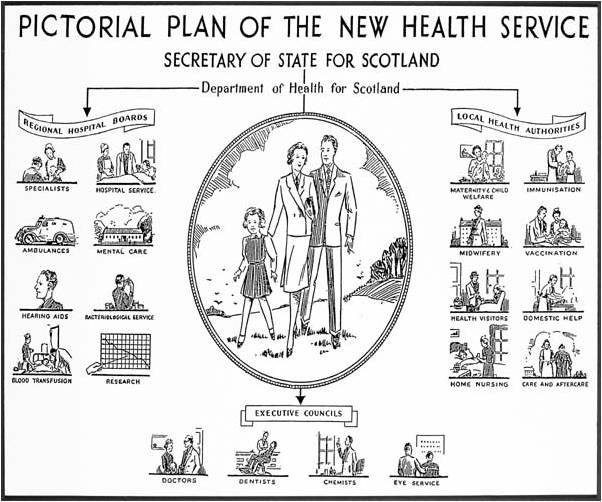 PICTORIAL PLAN OF THE NEW HEALTH SERVICE
SECRETARY OF STATE FOR SCOTLAND
Department of Health for Scotland
REGIONAL HOSPITAL BOARDS
SPECIALISTS
HOSPITAL SERVICE
AMBULANCES
MENTAL CARE
HEARING AIDS
BACTERIOLOGICAL SERVICE
BLOOD TRANSFUSION
RESEARCH
LOCAL HEALTH AUTHORITIES
MATERNITY & CHILD
WELFARE
IMMUNISATION
MIDWIFERY
VACCINATION
HEALTH VISITORS
DOMESTIC HELP
HOME NURSING
CARE AND AFTERCARE
EXECUTIVE COUNCILS
DOCTORS
DENTISTS
CHEMISTS
EYE SERVICE